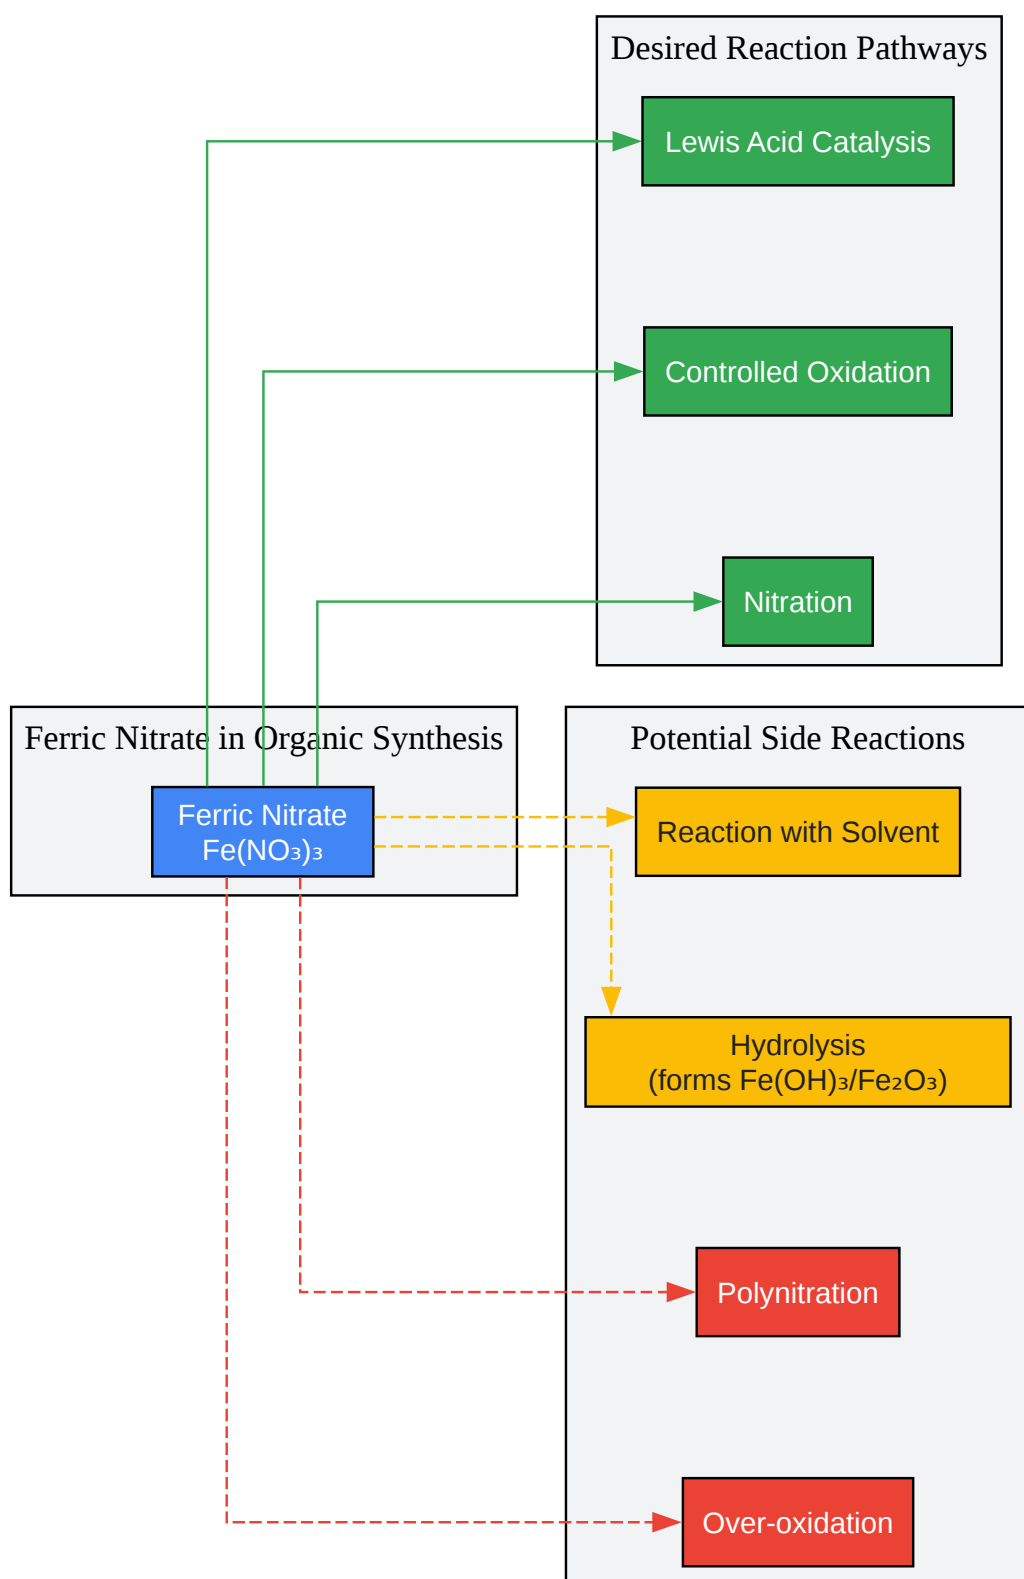 Desired Reaction Pathways
Lewis Acid Catalysis
Controlled Oxidation
Nitration
Ferric Nitrate in Organic Synthesis
Ferric Nitrate
Fe(NO₃)₃
Potential Side Reactions
Reaction with Solvent
Hydrolysis
(forms Fe(OH)₃/Fe₂O₃)
Polynitration
Over-oxidation